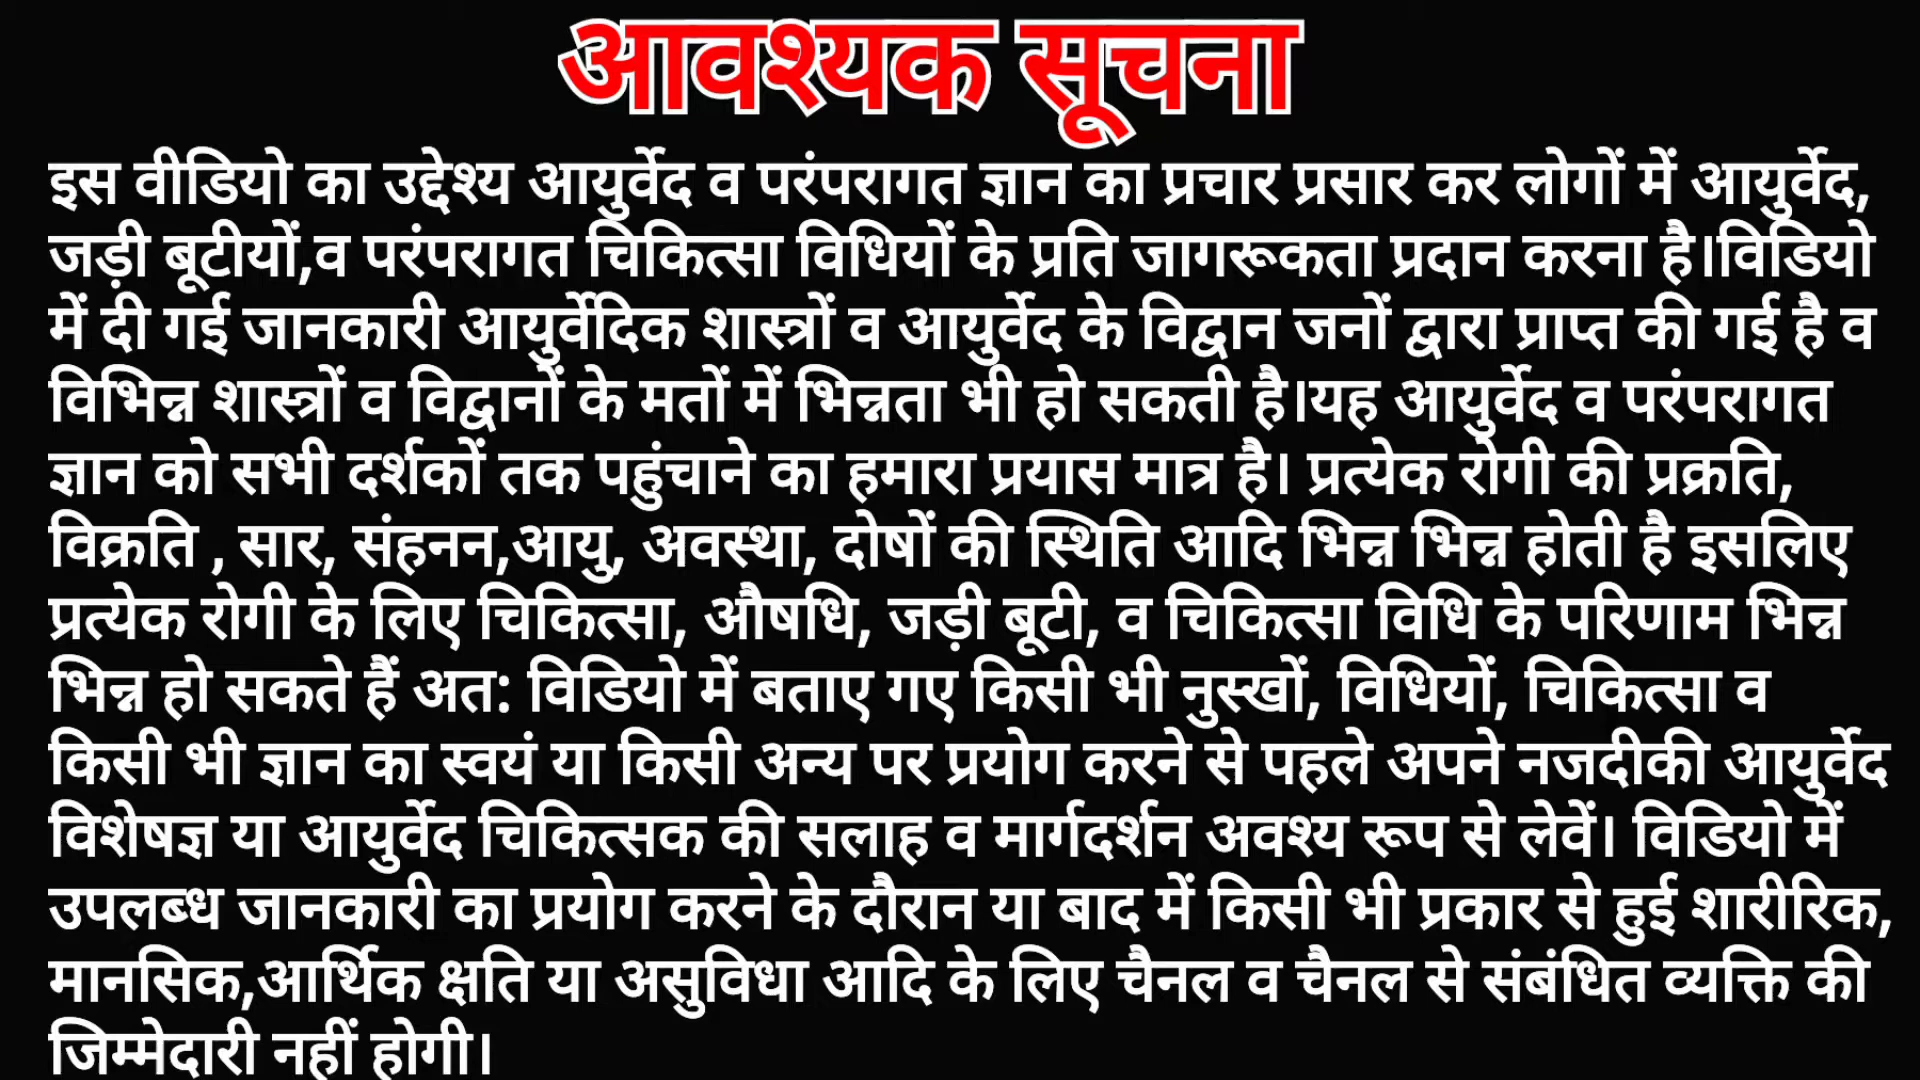 आवश्यक सूचना
इस वीडियो का उद्देश्य आयुर्वेद व परंपरागत ज्ञान का प्रचार प्रसार कर लोगों में आयुर्वेद,
जड़ी बूटीयों,व परंपरागत चिकित्सा विधियों के प्रति जागरूकता प्रदान करना है।विडियो
में दी गई जानकारी आयुर्वेदिक शास्त्रों व आयुर्वेद के विद्वान जनों द्वारा प्राप्त की गई है व
विभिन्न शास्त्रों व विद्वानों के मतों में भिन्नता भी हो सकती है।यह आयुर्वेद व परंपरागत
ज्ञान को सभी दर्शकों तक पहुंचाने का हमारा प्रयास मात्र है। प्रत्येक रोगी की प्रक्रति,
विक्रति , सार, संहनन,आयु, अवस्था, दोषों की स्थिति आदि भिन्न भिन्न होती है इसलिए
प्रत्येक रोगी के लिए चिकित्सा, औषधि, जड़ी बूटी, व चिकित्सा विधि के परिणाम भिन्न
भिन्न हो सकते हैं अत: विडियो में बताए गए किसी भी नुस्खों, विधियों, चिकित्सा व
किसी भी ज्ञान का स्वयं या किसी अन्य पर प्रयोग करने से पहले अपने नजदीकी आयुर्वेद
विशेषज्ञ या आयुर्वेद चिकित्सक की सलाह व मार्गदर्शन अवश्य रूप से लेवें। विडियो में
उपलब्ध जानकारी का प्रयोग करने के दौरान या बाद में किसी भी प्रकार से हुई शारीरिक,
मानसिक,आर्थिक क्षति या असुविधा आदि के लिए चैनल व चैनल से संबंधित व्यक्ति की
जिम्मेदारी नहीं होगी।